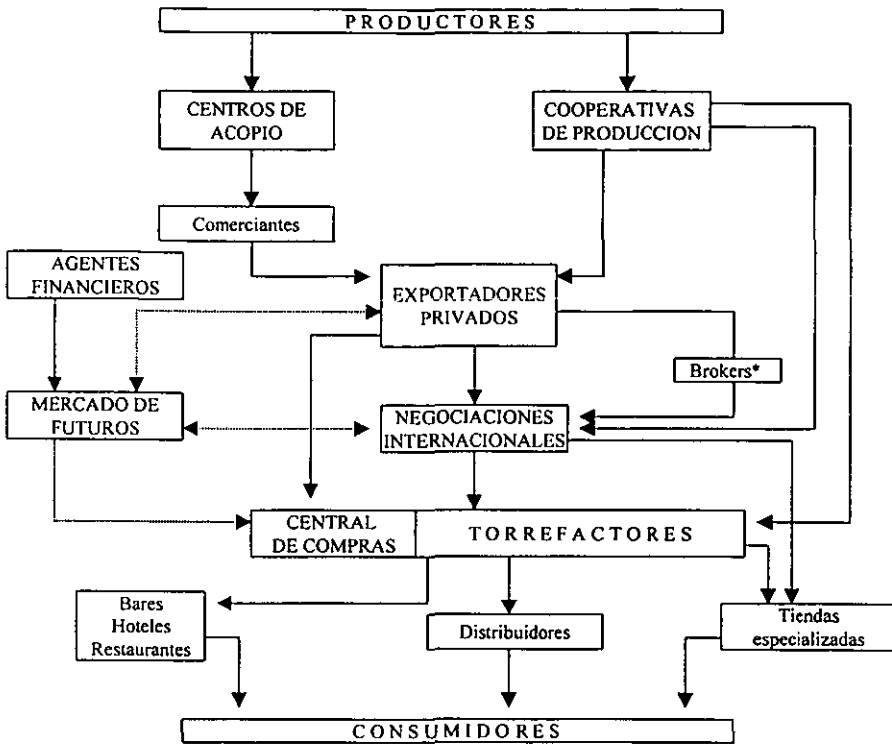 PRODUCTORES
CENTROS DE
ACOPIO
COOPERATIVAS
DE PRODUCCION
Comerciantes
AGENTES
FINANCIEROS
EXPORTADORES
PRIVADOS
Brokers*
MERCADO DE
FUTUROS
NEGOCIACIONES
INTERNACIONALES
CENTRAL
DE COMPRAS
TORREFACTORES
Bares
Hoteles
Restaurantes
Distribuidores
Tiendas
especializadas
CONSUMIDORES